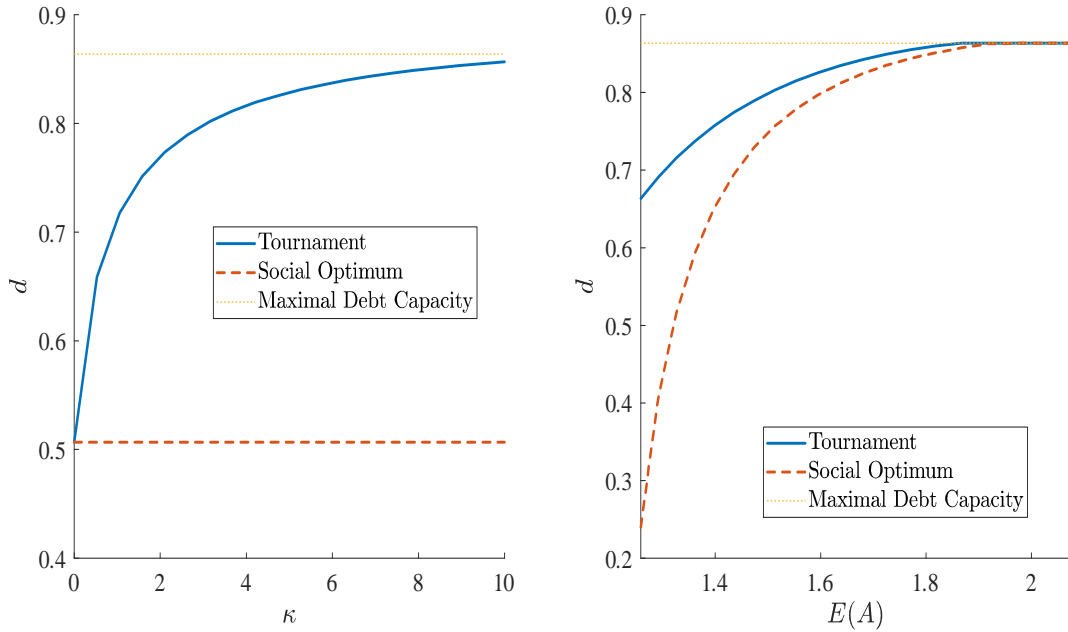 0.9
0.8
0.7
0.6
0.5
0.4
d
0
2
4
6
8
10
κ
Tournament
Social Optimum
Maximal Debt Capacity
0.9
0.8
0.7
0.6
0.5
0.4
0.3
0.2
d
1.4
1.6
1.8
2
E(A)
Tournament
Social Optimum
Maximal Debt Capacity